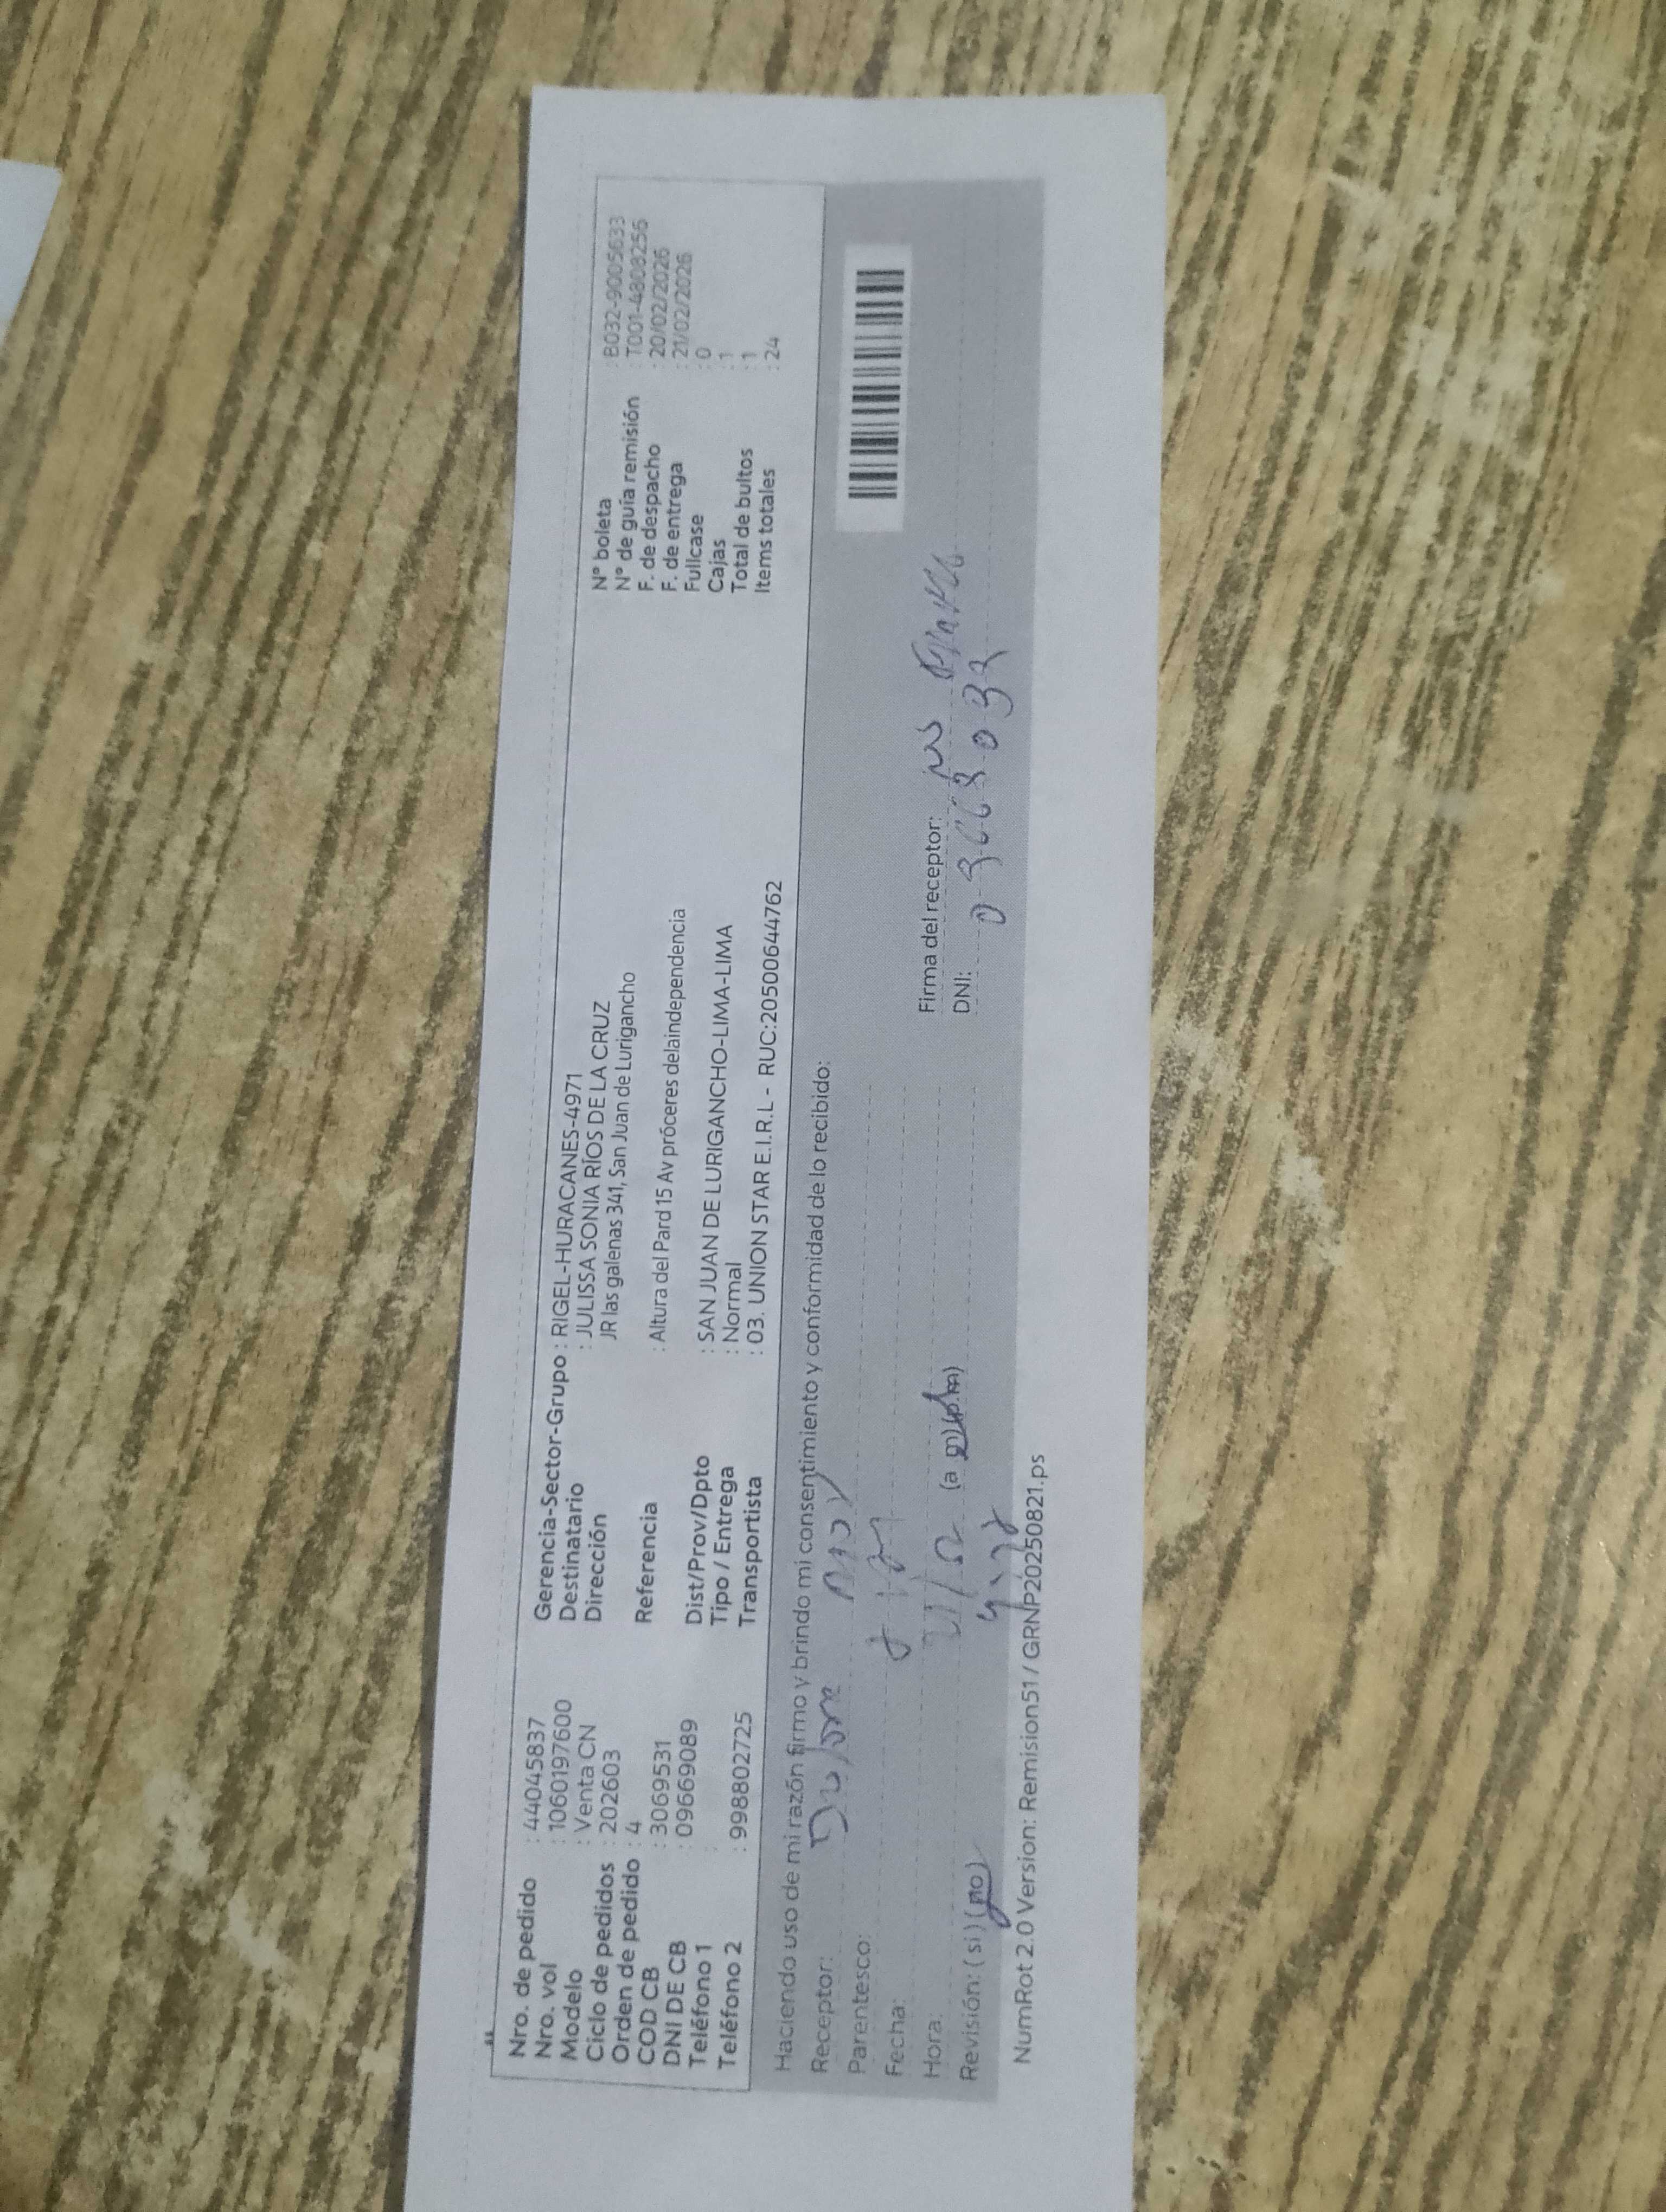 Nro. de pedido : 44045837
Nro. vol : 1060197600
Modelo : Venta CN
Ciclo de pedidos : 202603
Orden de pedido : 4
COD CB : 3069531
DNI DE CB : 09669089
Teléfono 1 :
Teléfono 2 : 998802725
Gerencia-Sector-Grupo : RIGEL-HURACANES-4971
Destinatario : JULISSA SONIA RÍOS DE LA CRUZ
Dirección JR las galenas 341, San Juan de Lurigancho
Referencia : Altura del Pard 15 Av próceres delaindependencia
Dist/Prov/Dpto : SAN JUAN DE LURIGANCHO-LIMA-LIMA
Tipo / Entrega : Normal
Transportista : 03. UNION STAR E.I.R.L - RUC:20500644762
N° boleta : B032-9005633
N° de guía remisión : T001-4808256
F. de despacho : 20/02/2026
F. de entrega : 21/02/2026
Fullcase : 0
Cajas : 1
Total de bultos : 1
Items totales : 24
Haciendo uso de mi razón firmo y brindo mi consentimiento y conformidad de lo recibido:
Receptor:
Parentesco:
Fecha:
Hora: (a m) (p.m)
Revisión: (si) (no)
Firma del receptor:
DNI:
NumRot 2.0 Version: Remision51 / GRNP20250821.ps